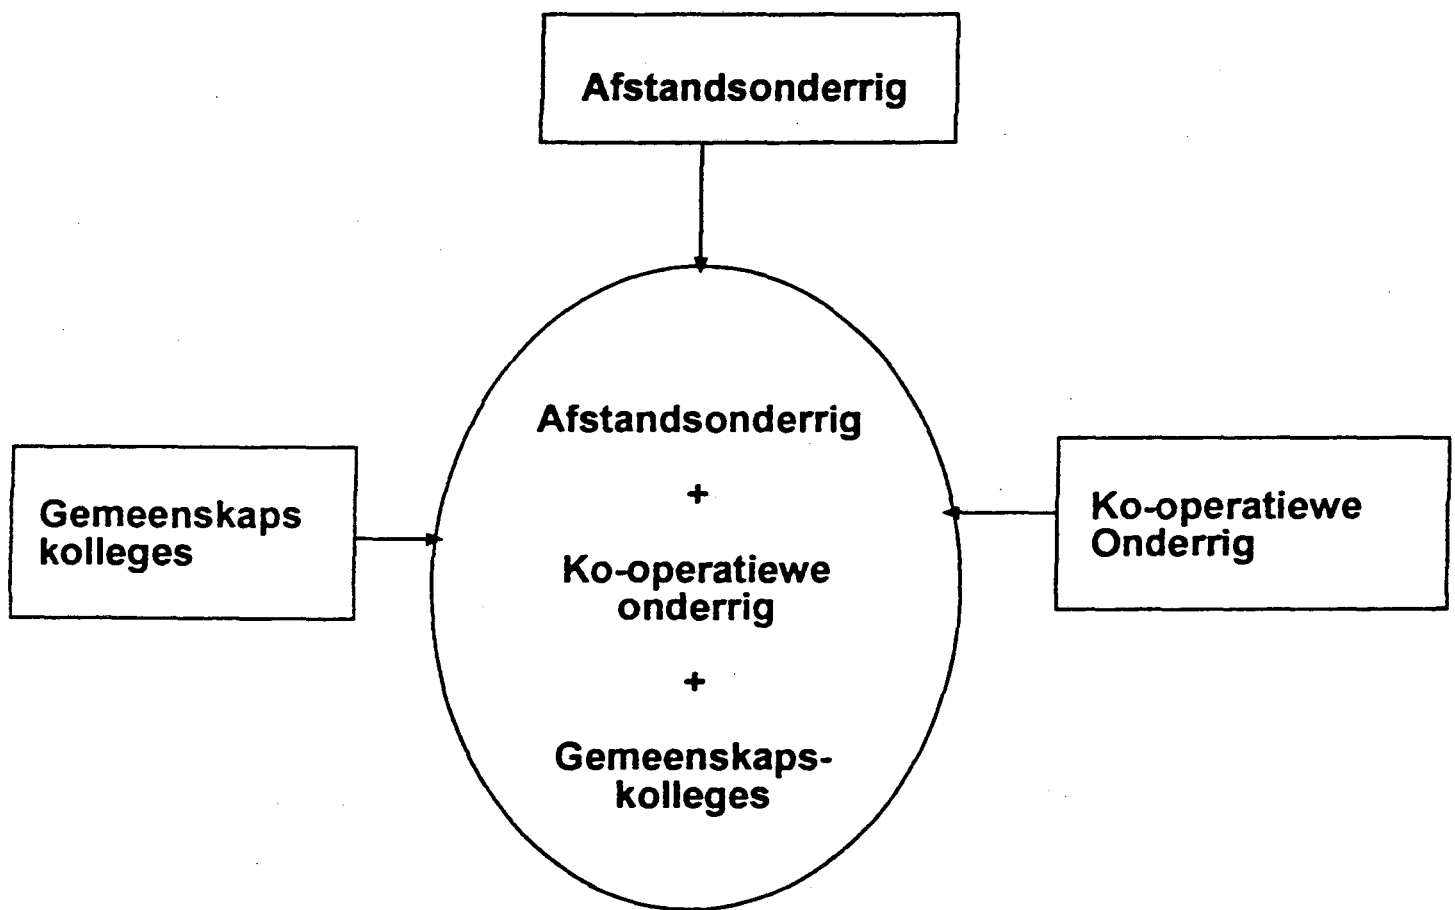 Afstandsonderrig
Afstandsonderrig
+
Ko-operatiewe
onderrig
+
Gemeenskaps-
kolleges
Gemeenskaps
kolleges
Ko-operatiewe
Onderrig